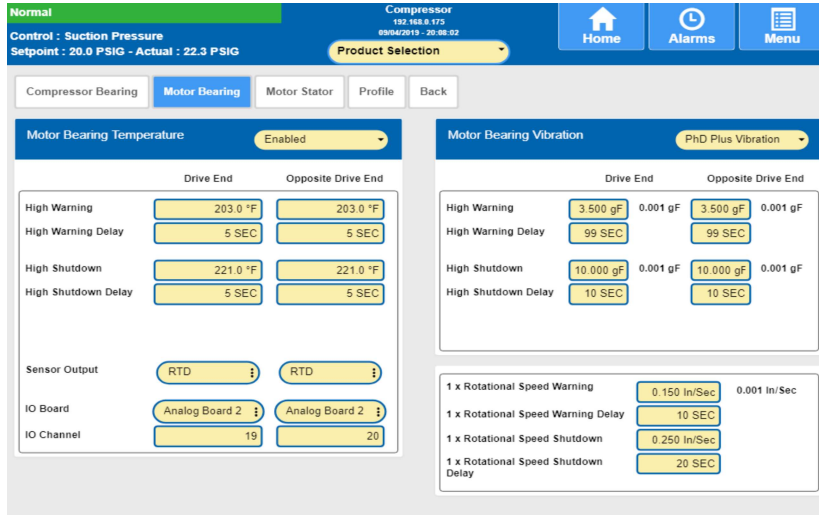 Normal
Control : Suction Pressure
Setpoint : 20.0 PSIG - Actual : 22.3 PSIG
Compressor
192.168.0.175
09/04/2019 - 20:08:02
Product Selection
Home
Alarms
Menu
Compressor Bearing
Motor Bearing
Motor Stator
Profile
Back
Motor Bearing Temperature
Enabled
Drive End Opposite Drive End
High Warning 203.0 °F 203.0 °F
High Warning Delay 5 SEC 5 SEC
High Shutdown 221.0 °F 221.0 °F
High Shutdown Delay 5 SEC 5 SEC
Sensor Output RTD RTD
IO Board Analog Board 2 Analog Board 2
IO Channel 19 20
Motor Bearing Vibration
PhD Plus Vibration
Drive End Opposite Drive End
High Warning 3.500 gF 0.001 gF 3.500 gF 0.001 gF
High Warning Delay 99 SEC 99 SEC
High Shutdown 10.000 gF 0.001 gF 10.000 gF 0.001 gF
High Shutdown Delay 10 SEC 10 SEC
1 x Rotational Speed Warning 0.150 In/Sec 0.001 In/Sec
1 x Rotational Speed Warning Delay 10 SEC
1 x Rotational Speed Shutdown 0.250 In/Sec
1 x Rotational Speed Shutdown 20 SEC
Delay